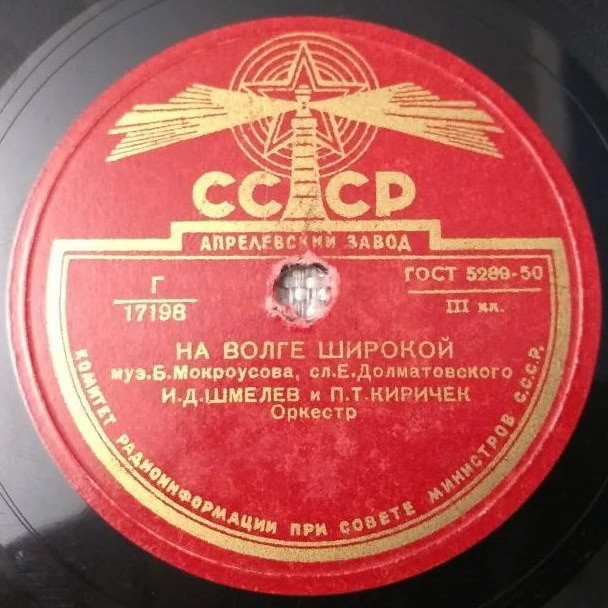 СССР
АПРЕЛЕВСКИЙ ЗАВОД
Г
17198
ГОСТ 5289-50
III кл.
НА ВОЛГЕ ШИРОКОЙ
муз.Б.Мокроусова, сл.Е.Долматовского
И.Д.ШМЕЛЕВ и П.Т.КИРИЧЕК
Оркестр
КОМИТЕТ РАДИОИНФОРМАЦИИ ПРИ СОВЕТЕ МИНИСТРОВ С.С.С.Р.